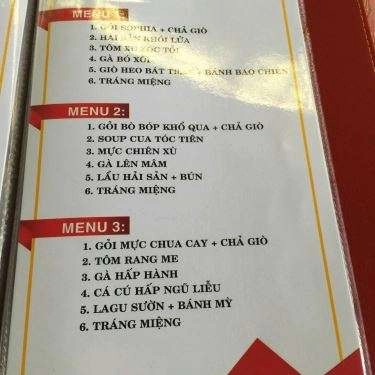 MENU 1:
1. GỎI SOPHIA + CHẢ GIÒ
2. HẢI SẢN KHÓI LỬA
3. TÔM XÚ XÓC TỎI
4. GÀ BÓ XÔI
5. GIÒ HEO BÁT + BÁNH BAO CHIÊN
6. TRÁNG MIỆNG
MENU 2:
1. GỎI BÒ BÓP KHỔ QUA + CHẢ GIÒ
2. SOUP CUA TÓC TIÊN
3. MỰC CHIÊN XÙ
4. GÀ LÊN MÂM
5. LẨU HẢI SẢN + BÚN
6. TRÁNG MIỆNG
MENU 3:
1. GỎI MỰC CHUA CAY + CHẢ GIÒ
2. TÔM RANG ME
3. GÀ HẤP HÀNH
4. CÁ CÚ HẤP NGŨ LIỄU
5. LAGU SƯỜN + BÁNH MỲ
6. TRÁNG MIỆNG